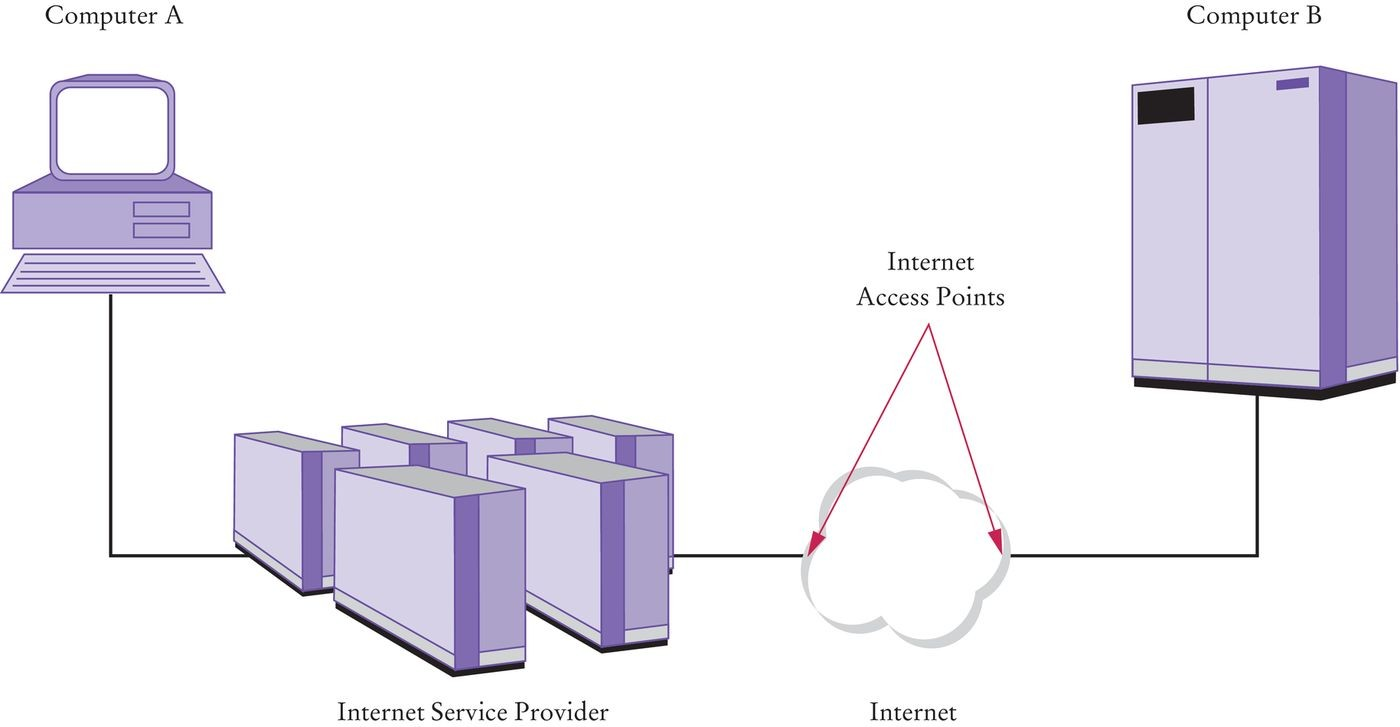 Computer A
Computer B
Internet
Access Points
Internet Service Provider
Internet